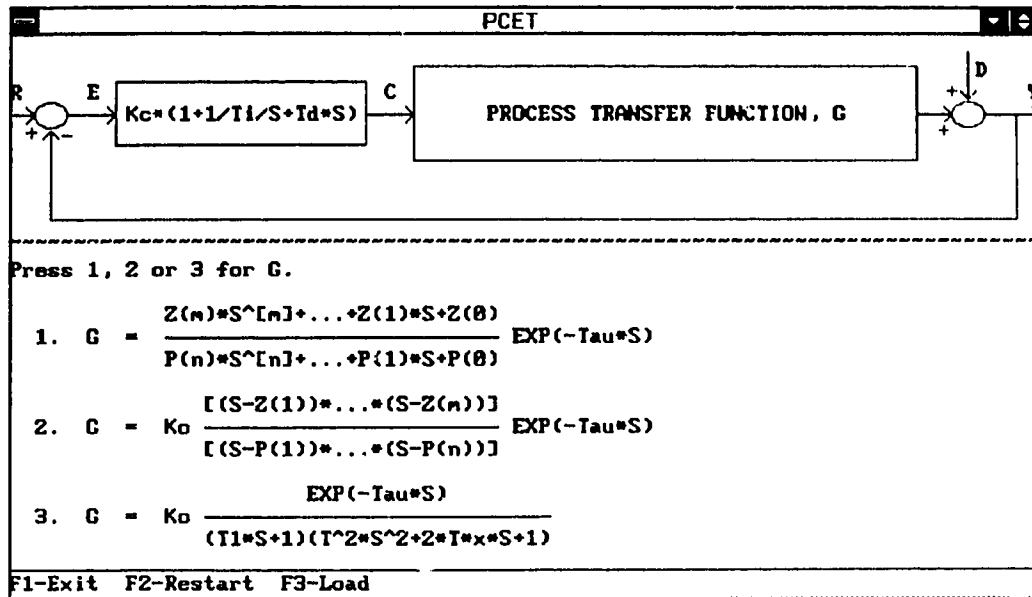 PCET
D
R E C Y
+
Kc*(1+1/Ti/S+Td*S)
PROCESS TRANSFER FUNCTION, G
+ - +
Press 1, 2 or 3 for G.
Z(m)*S^[m]+...+Z(1)*S+Z(0)
1. G = EXP(-Tau*S)
P(n)*S^[n]+...+P(1)*S+P(0)
[(S-Z(1))*...*(S-Z(m))]
2. G = Ko EXP(-Tau*S)
[(S-P(1))*...*(S-P(n))]
EXP(-Tau*S)
3. G = Ko
(T1*S+1)(T^2*S^2+2*T*x*S+1)
F1-Exit F2-Restart F3-Load